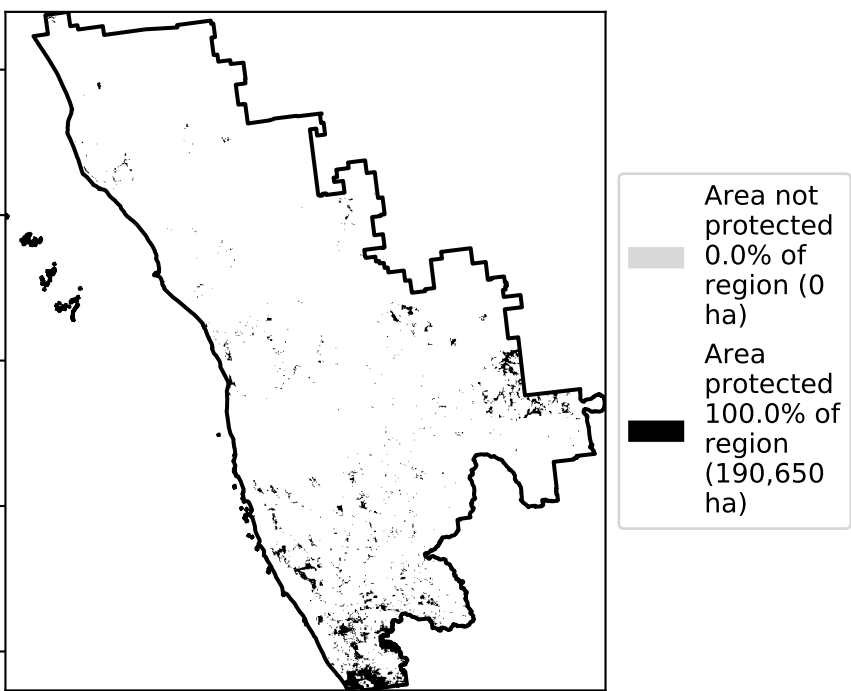 Area not
protected
0.0% of
region (0
ha)
Area
protected
100.0% of
region
(190,650
ha)